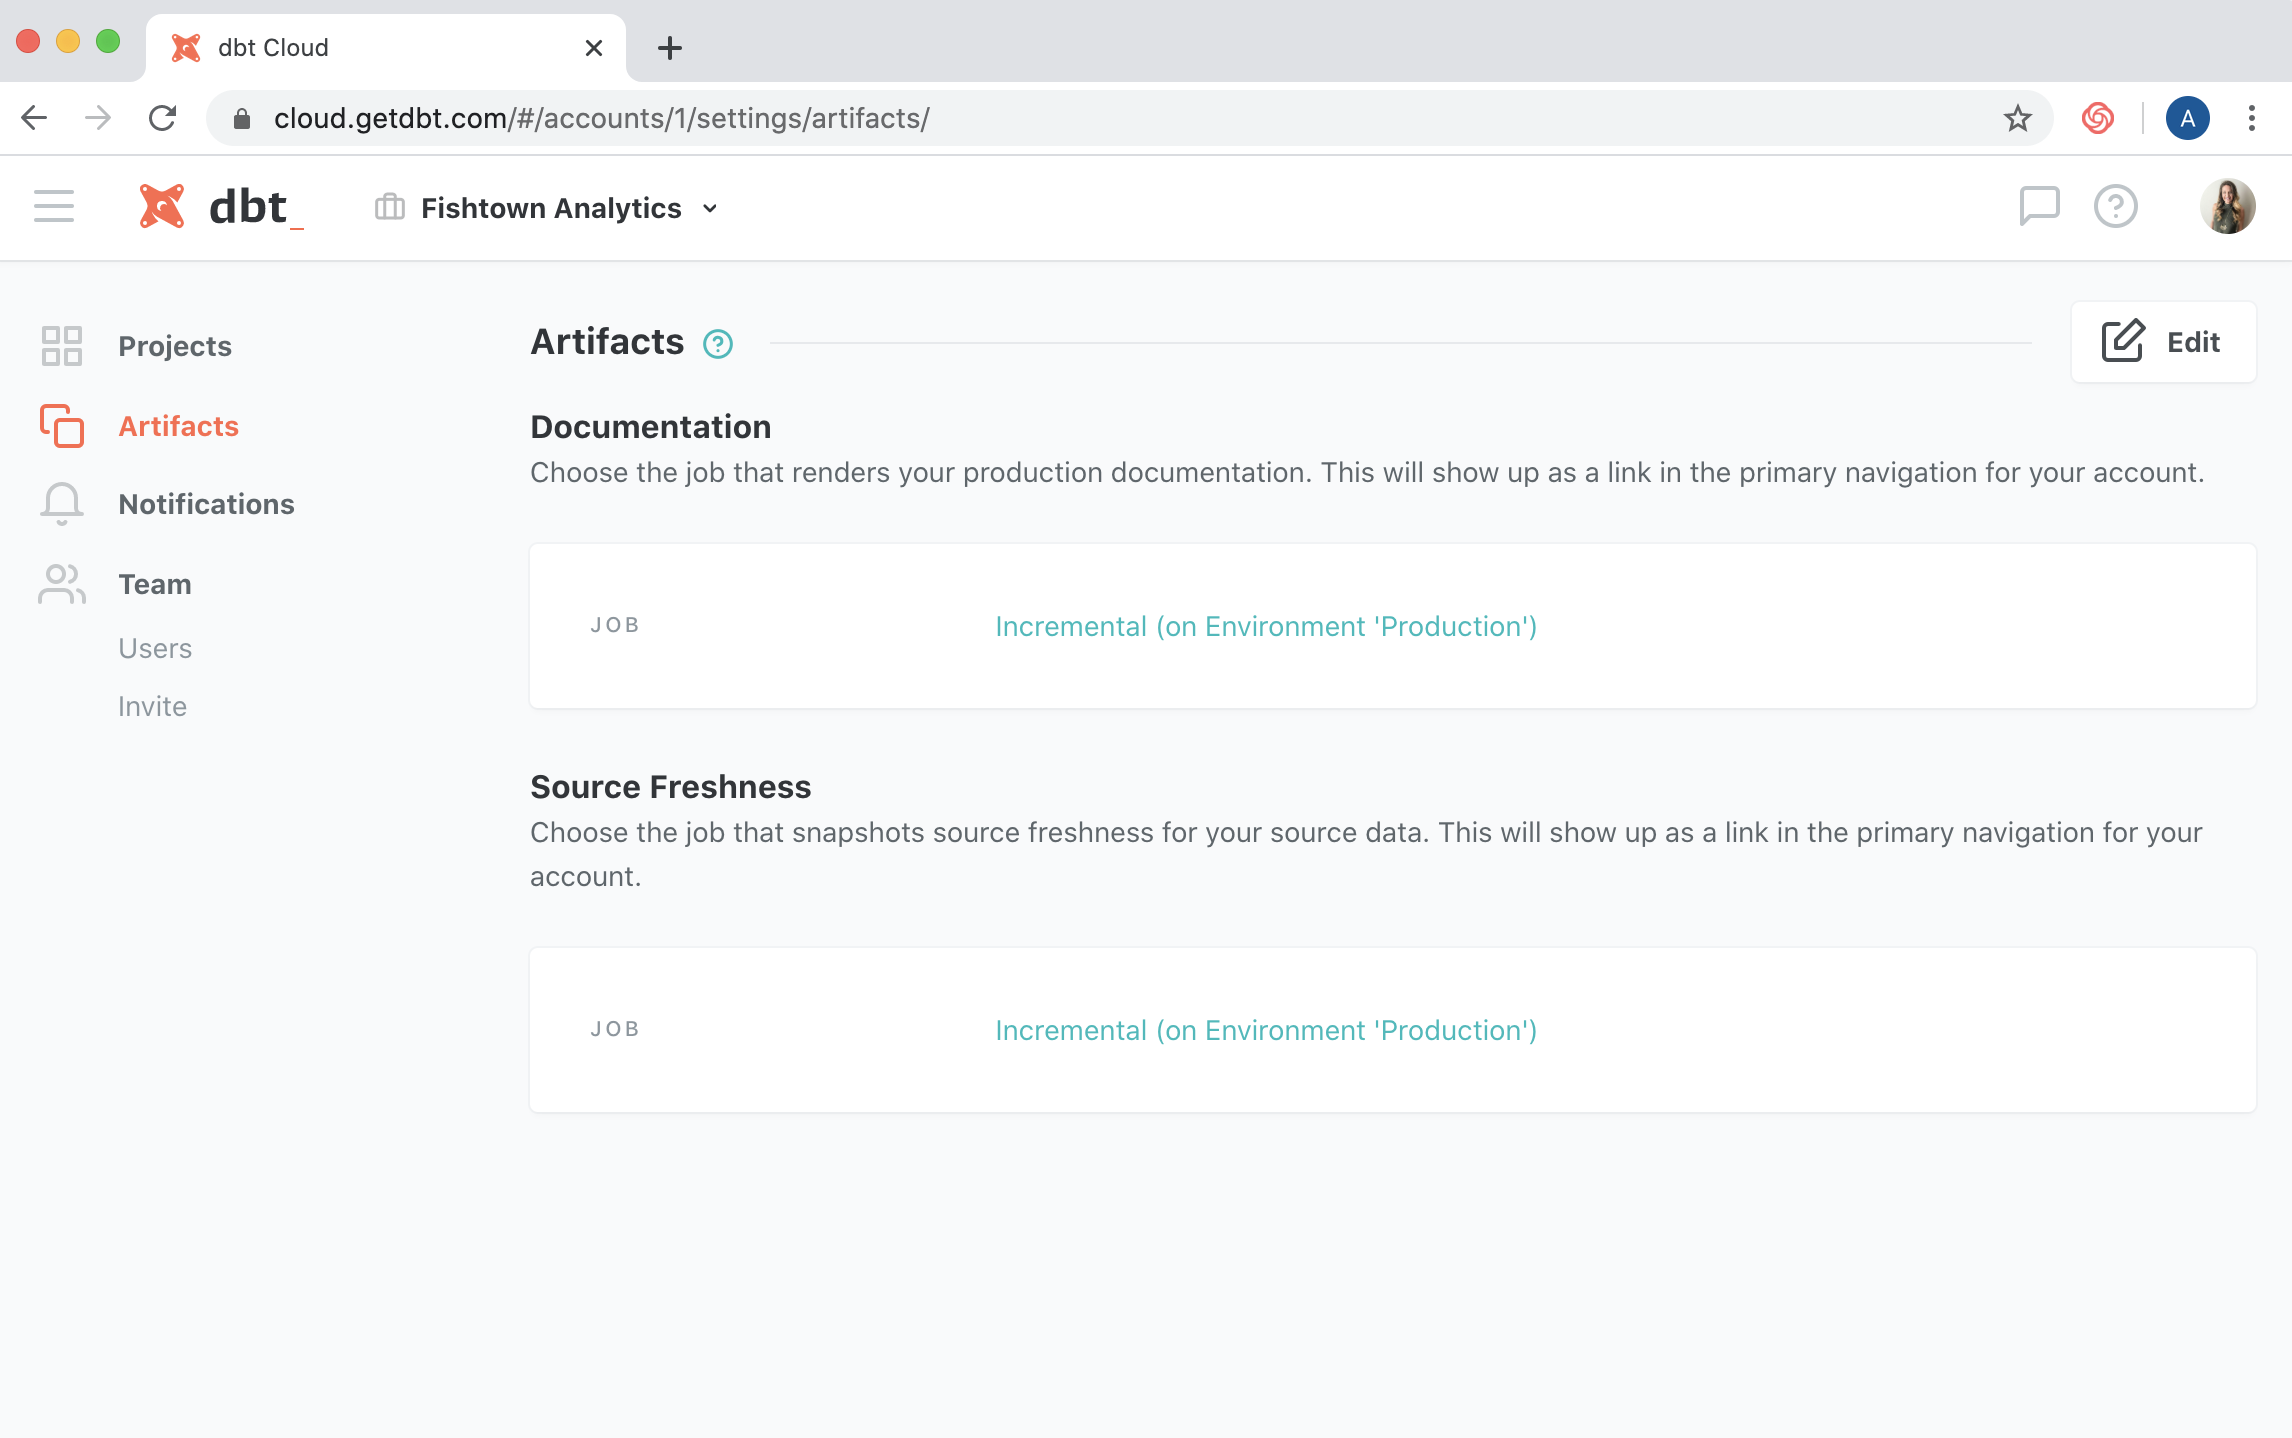 dbt Cloud
cloud.getdbt.com/#/accounts/1/settings/artifacts/
A
dbt_
Fishtown Analytics
Projects
Artifacts
Notifications
Team
Users
Invite
Artifacts
Edit
Documentation
Choose the job that renders your production documentation. This will show up as a link in the primary navigation for your account.
JOB
Incremental (on Environment 'Production')
Source Freshness
Choose the job that snapshots source freshness for your source data. This will show up as a link in the primary navigation for your
account.
JOB
Incremental (on Environment 'Production')